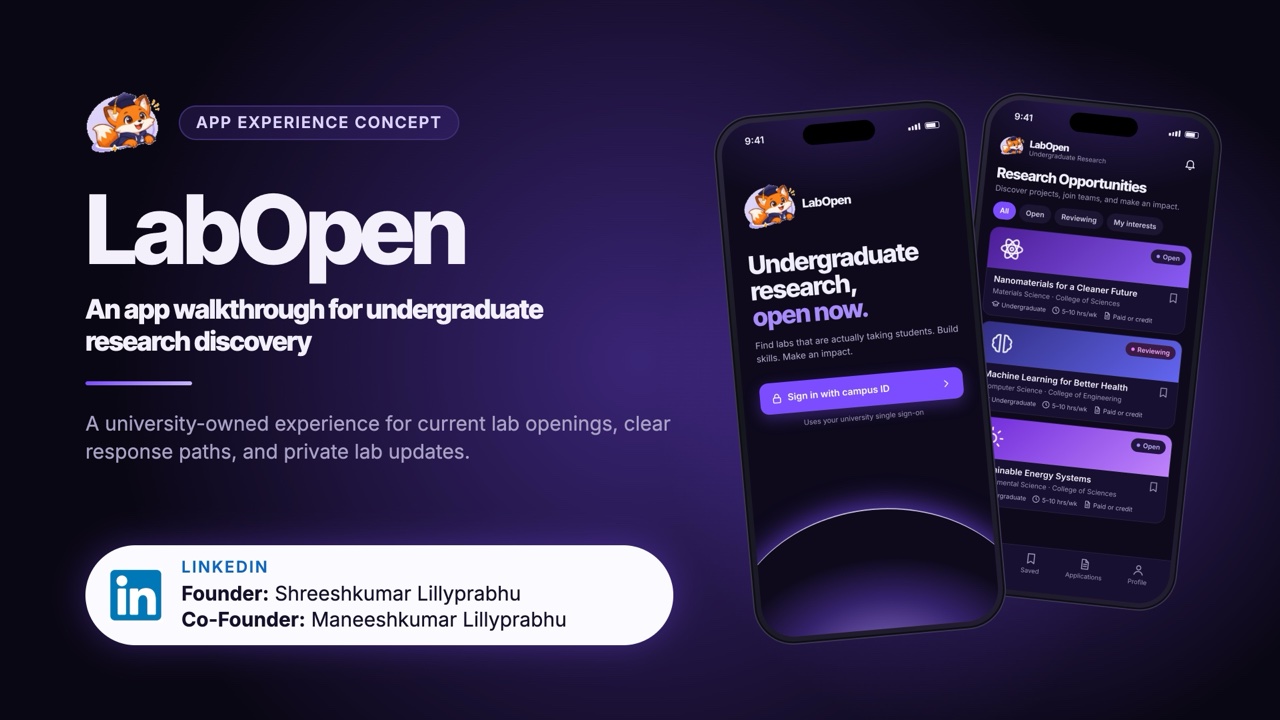 APP EXPERIENCE CONCEPT
LabOpen
An app walkthrough for undergraduate
research discovery
A university-owned experience for current lab openings, clear
response paths, and private lab updates.
in
LINKEDIN
Founder: Shreeshkumar Lillyprabhu
Co-Founder: Maneeshkumar Lillyprabhu
9:41
LabOpen
Undergraduate
research,
open now.
Find labs that are actually taking students. Build
skills. Make an impact.
Sign in with campus ID
Uses your university single sign-on
9:41
LabOpen
Undergraduate Research
Research Opportunities
Discover projects, join teams, and make an impact.
All Open Reviewing My interests
Open
Nanomaterials for a Cleaner Future
Materials Science · College of Sciences
Undergraduate 5-10 hrs/wk Paid or credit
Reviewing
Machine Learning for Better Health
omputer Science · College of Engineering
Undergraduate 5-10 hrs/wk Paid or credit
Open
inable Energy Systems
mental Science · College of Sciences
rgraduate 5-10 hrs/wk Paid or credit
Saved Applications Profile